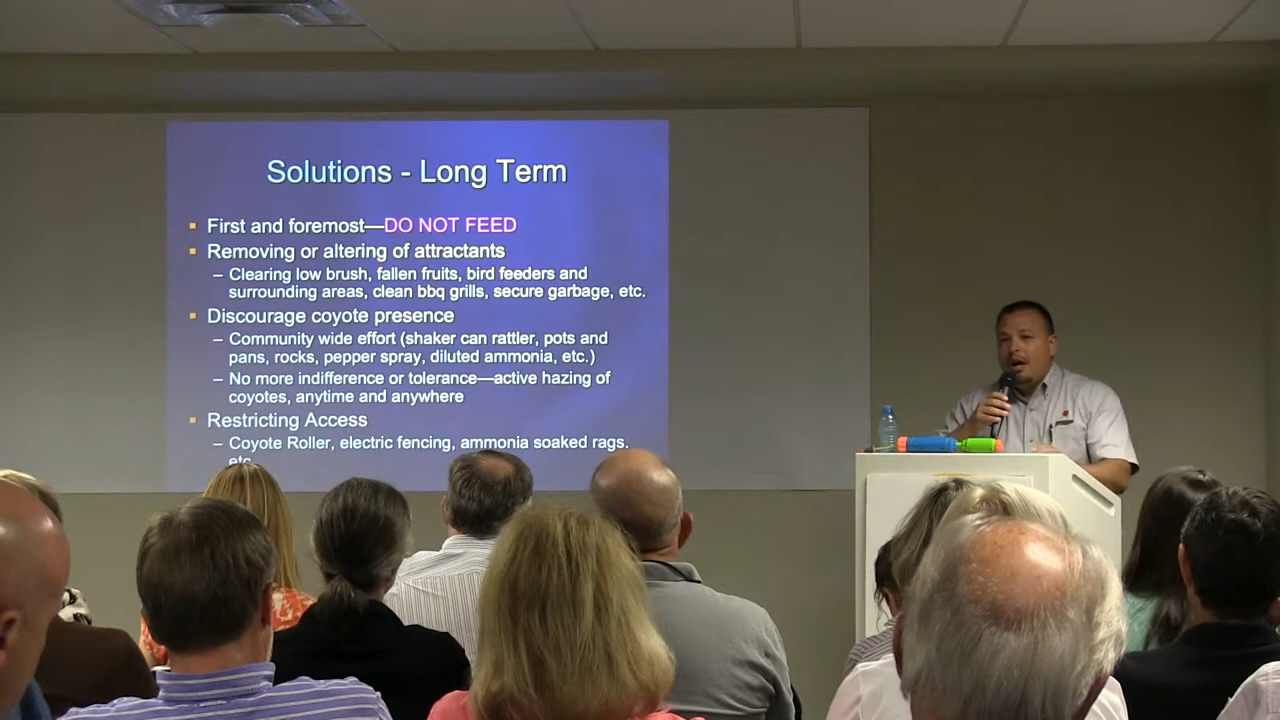 Solutions - Long Term
First and foremost—DO NOT FEED
Removing or altering of attractants
– Clearing low brush, fallen fruits, bird feeders and
surrounding areas, clean bbq grills, secure garbage, etc.
Discourage coyote presence
– Community wide effort (shaker can rattler, pots and
pans, rocks, pepper spray, diluted ammonia, etc.)
– No more indifference or tolerance—active hazing of
coyotes, anytime and anywhere
Restricting Access
– Coyote Roller, electric fencing, ammonia soaked rags,
etc